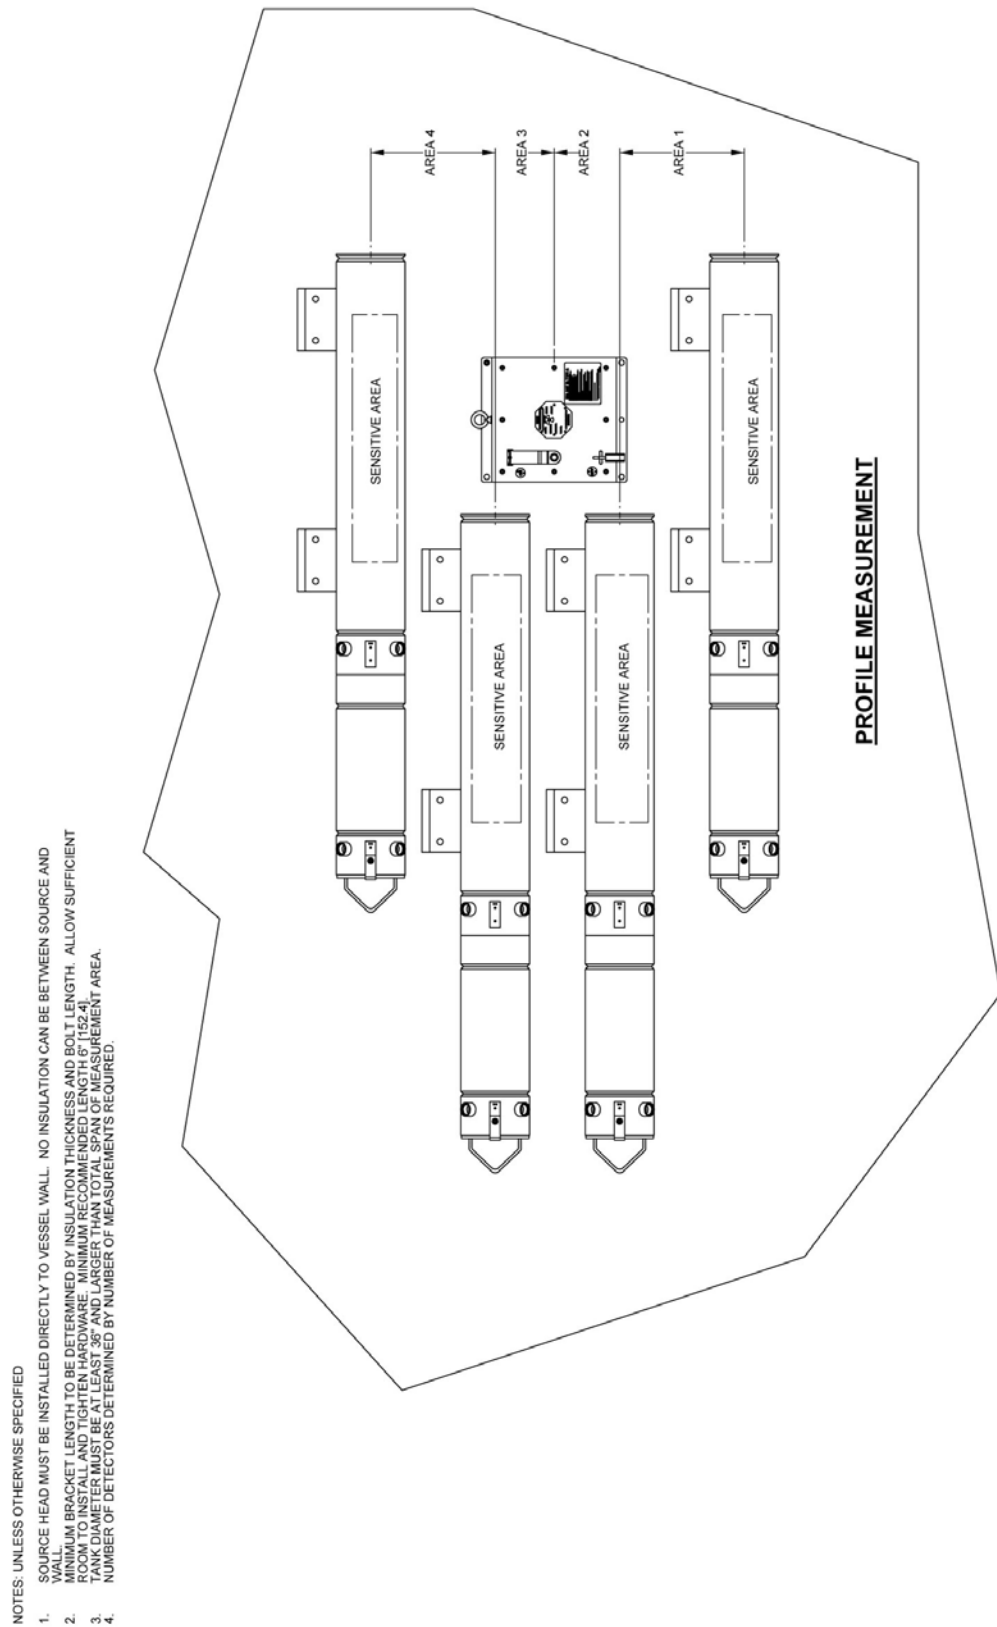 NOTES: UNLESS OTHERWISE SPECIFIED
1. SOURCE HEAD MUST BE INSTALLED DIRECTLY TO VESSEL WALL. NO INSULATION CAN BE BETWEEN SOURCE AND
WALL.
2. MINIMUM BRACKET LENGTH TO BE DETERMINED BY INSULATION THICKNESS AND BOLT LENGTH. ALLOW SUFFICIENT
ROOM TO INSTALL AND TIGHTEN HARDWARE. MINIMUM RECOMMENDED LENGTH 6" [152.4].
3. TANK DIAMETER MUST BE AT LEAST 36" AND LARGER THAN TOTAL SPAN OF MEASUREMENT AREA.
4. NUMBER OF DETECTORS DETERMINED BY NUMBER OF MEASUREMENTS REQUIRED.
AREA 4
AREA 3
AREA 2
AREA 1
SENSITIVE AREA
SENSITIVE AREA
SENSITIVE AREA
SENSITIVE AREA
PROFILE MEASUREMENT